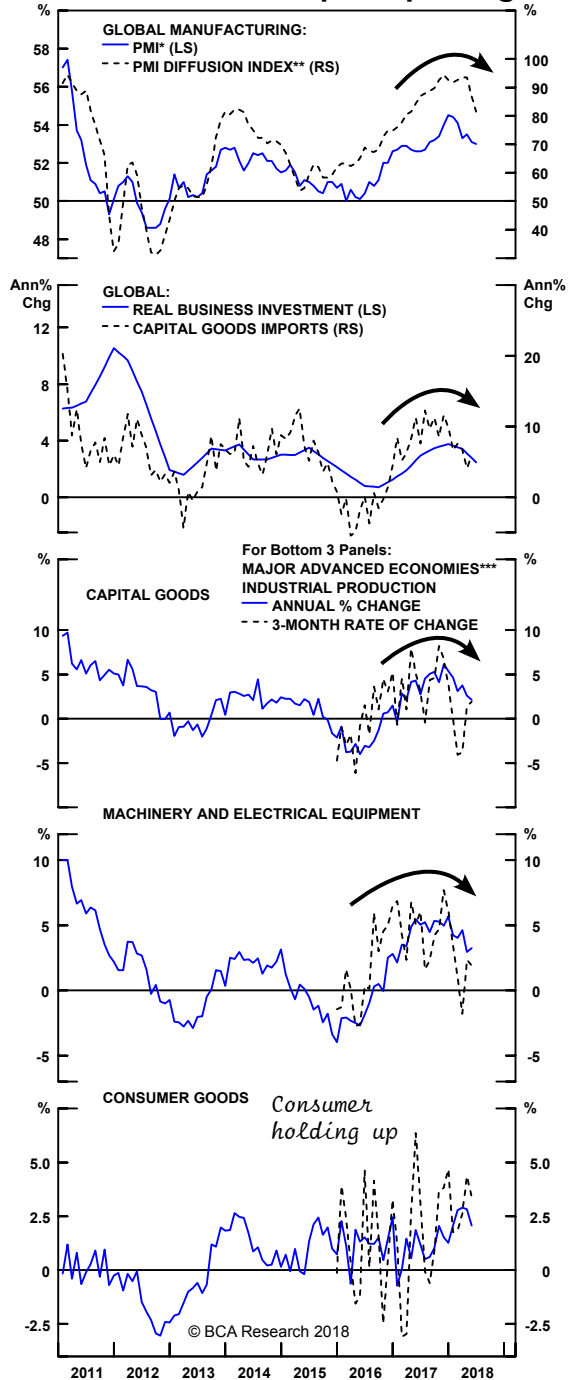 % %
GLOBAL MANUFACTURING:
PMI* (LS)
PMI DIFFUSION INDEX** (RS)
58
56
54
52
50
48
100
90
80
70
60
50
40
Ann% Chg
Ann% Chg
GLOBAL:
REAL BUSINESS INVESTMENT (LS)
CAPITAL GOODS IMPORTS (RS)
12
8
4
0
20
10
0
% %
For Bottom 3 Panels:
MAJOR ADVANCED ECONOMIES***
INDUSTRIAL PRODUCTION
ANNUAL % CHANGE
3-MONTH RATE OF CHANGE
CAPITAL GOODS
10
5
0
-5
10
5
0
-5
MACHINERY AND ELECTRICAL EQUIPMENT
% %
10
5
0
-5
10
5
0
-5
CONSUMER GOODS
% %
Consumer
holding up
5.0
2.5
0
-2.5
5.0
2.5
0
-2.5
© BCA Research 2018
2011 2012 2013 2014 2015 2016 2017 2018